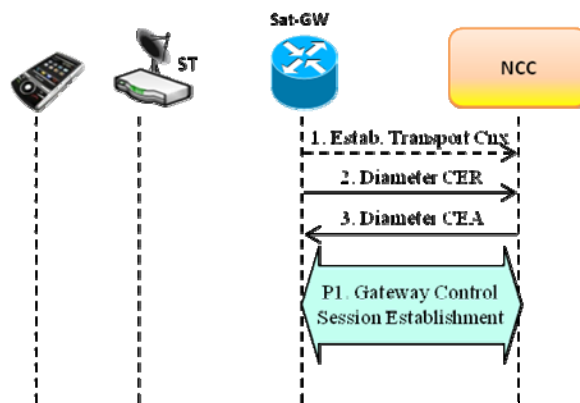 Sat-GW
ST
NCC
1. Estab. Transport Cnx
2. Diameter CER
3. Diameter CEA
P1. Gateway Control
Session Establishment